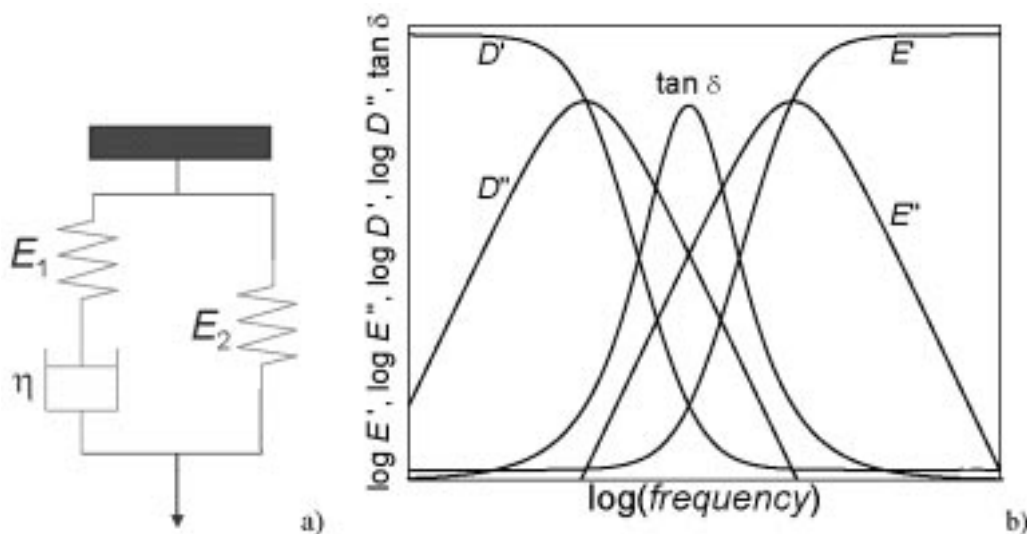 E₁
E₂
η
a)
log E', log E", log D', log D", tan δ
D'
E'
tan δ
D"
E"
log(frequency)
b)